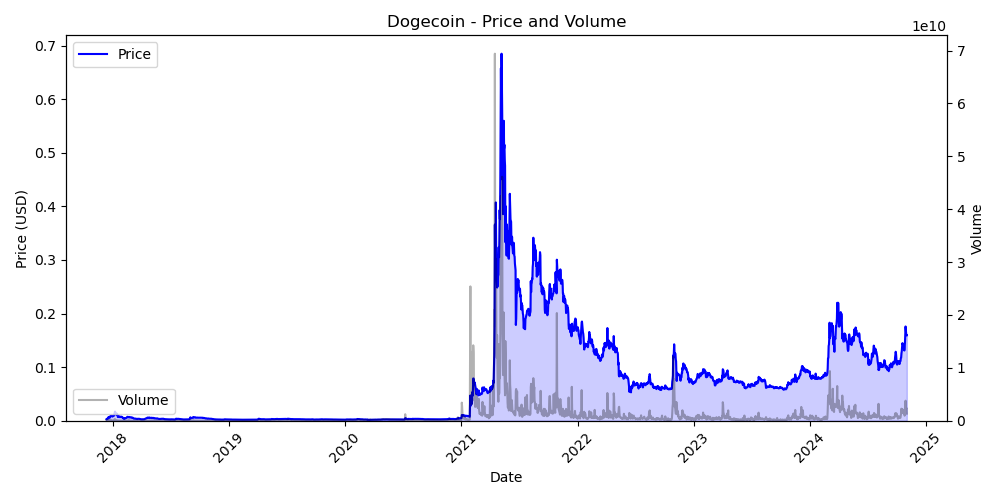 Dogecoin - Price and Volume
1e10
Price
Volume
Price (USD)
0.7
0.6
0.5
0.4
0.3
0.2
0.1
0.0
7
6
5
4
3
2
1
0
Volume
2018 2019 2020 2021 2022 2023 2024 2025
Date